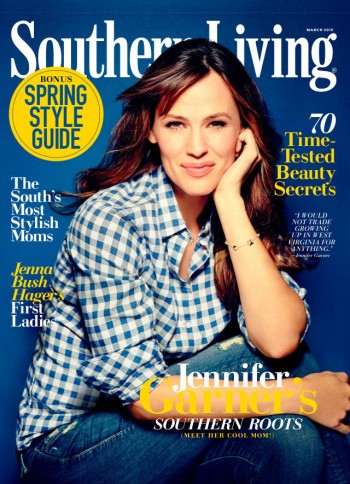 MARCH 2015
Southern Living
BONUS
SPRING
STYLE
GUIDE
70
Time-
Tested
Beauty
Secrets
"I WOULD
NOT TRADE
GROWING
UP IN WEST
VIRGINIA FOR
ANYTHING."
–Jennifer Garner
The
South's
Most
Stylish
Moms
Jenna
Bush
Hager's
First
Ladies
Jennifer
Garner's
SOUTHERN ROOTS
(MEET HER COOL MOM!)